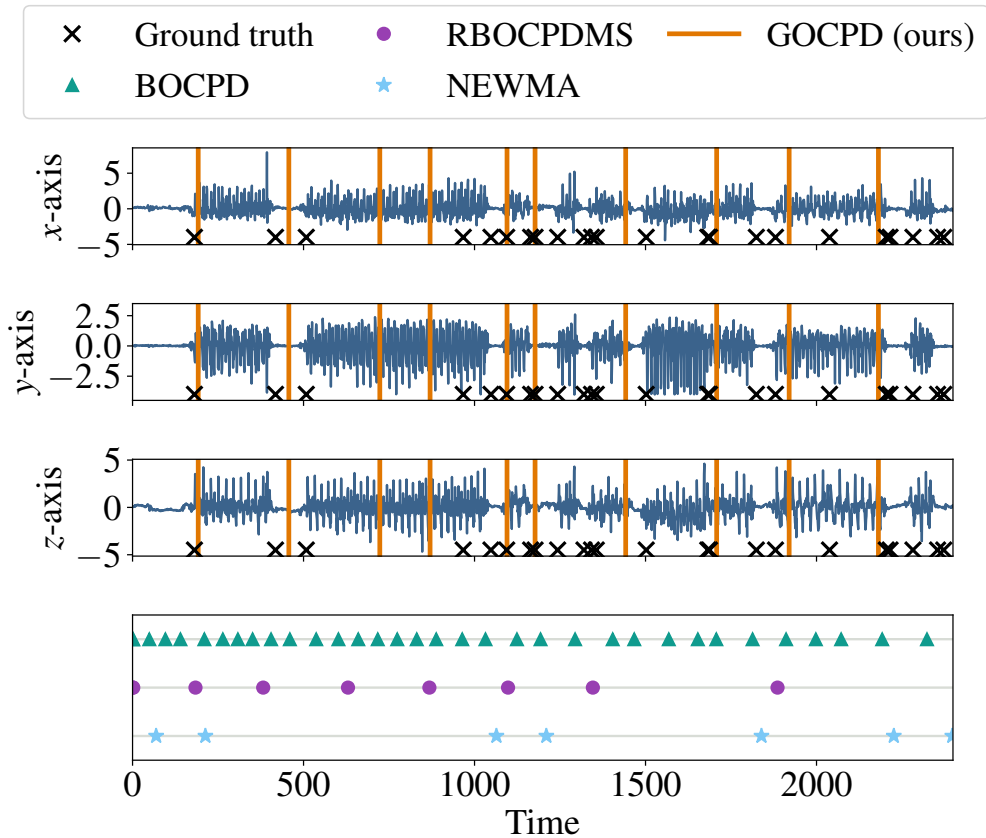 Ground truth RBOCPDMS GOCPD (ours)
BOCPD NEWMA
x-axis
5
0
−5
y-axis
2.5
0.0
−2.5
z-axis
5
0
−5
0 500 1000 1500 2000
Time